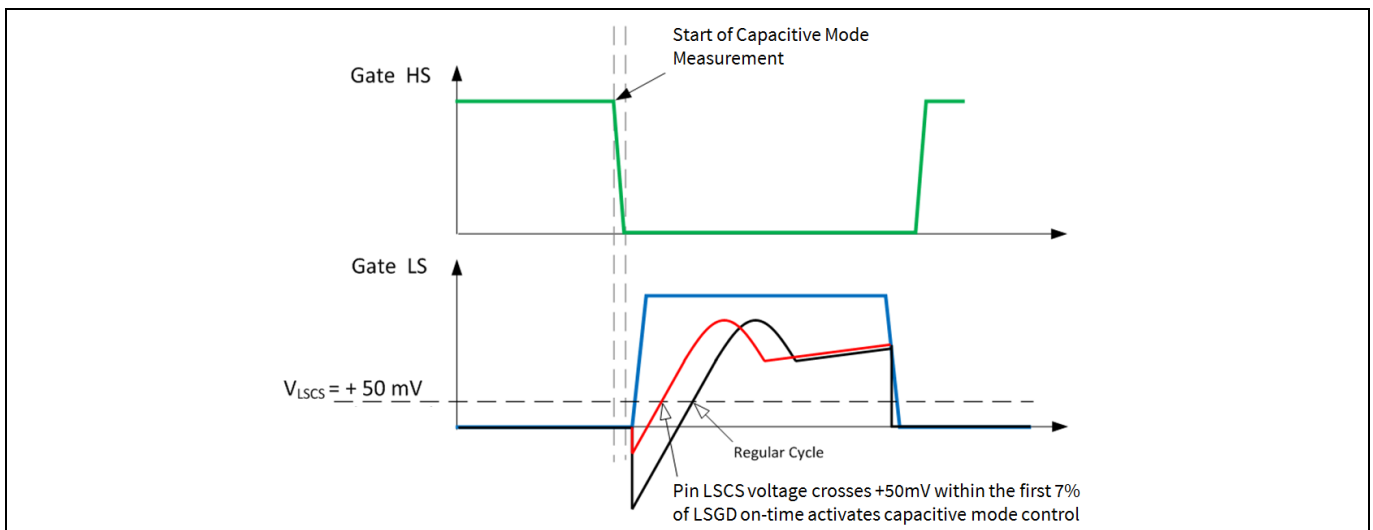 Start of Capacitive Mode
Measurement
Gate HS
Gate LS
VLSCS = + 50 mV
Regular Cycle
Pin LSCS voltage crosses +50mV within the first 7%
of LSGD on-time activates capacitive mode control